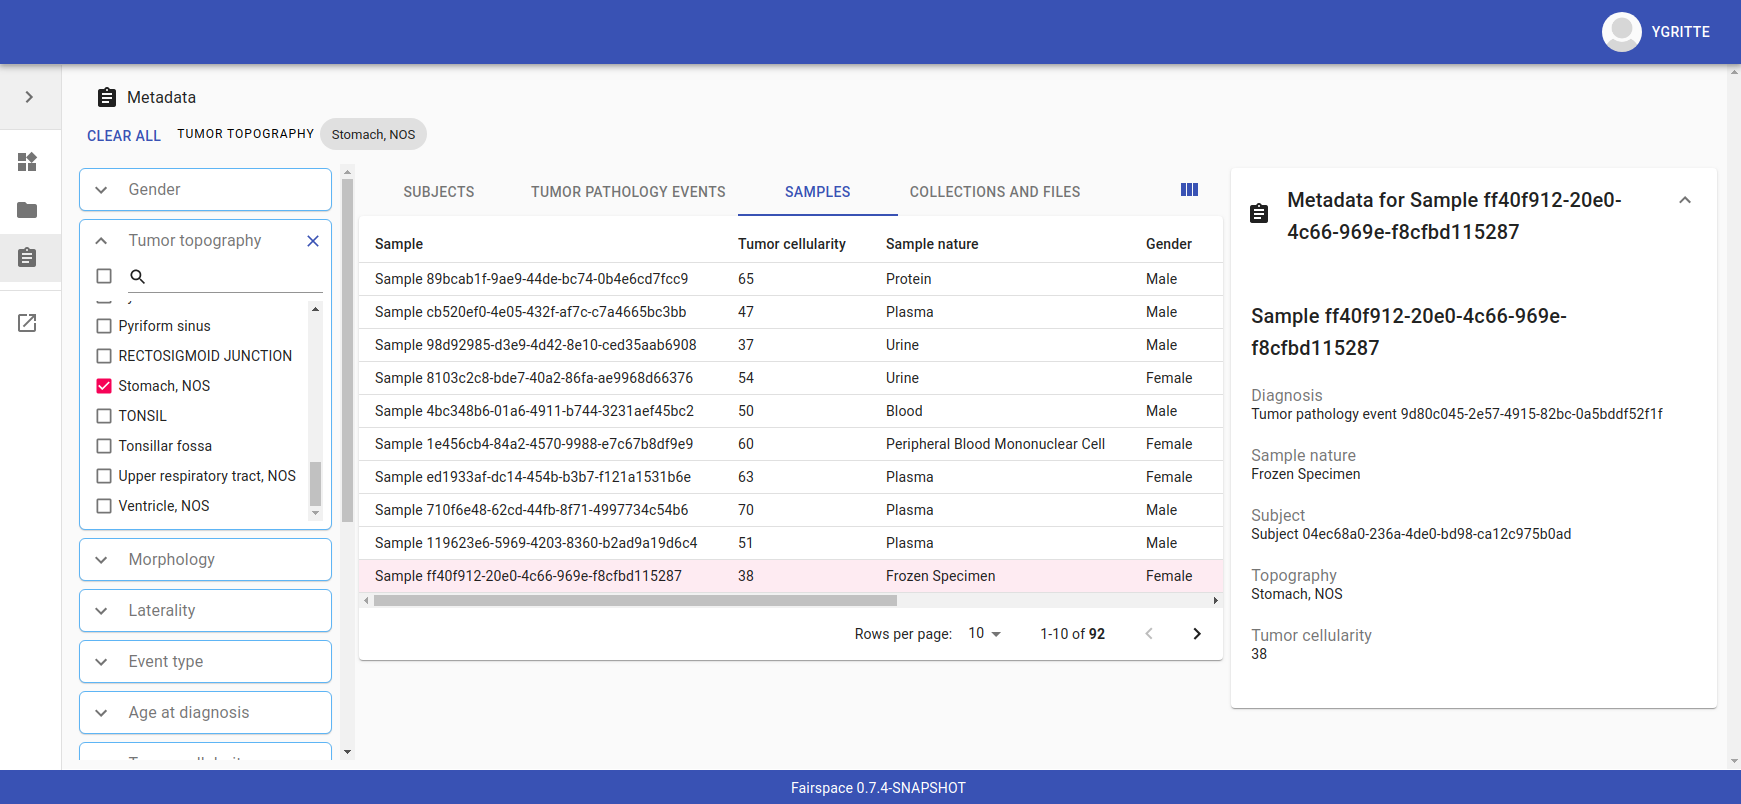 YGRITTE
Metadata
CLEAR ALL TUMOR TOPOGRAPHY Stomach, NOS
Gender
Tumor topography
Pyriform sinus
RECTOSIGMOID JUNCTION
Stomach, NOS
TONSIL
Tonsillar fossa
Upper respiratory tract, NOS
Ventricle, NOS
Morphology
Laterality
Event type
Age at diagnosis
SUBJECTS TUMOR PATHOLOGY EVENTS SAMPLES COLLECTIONS AND FILES
Sample Tumor cellularity Sample nature Gender
Sample 89bcab1f-9ae9-44de-bc74-0b4e6cd7fcc9 65 Protein Male
Sample cb520ef0-4e05-432f-af7c-c7a4665bc3bb 47 Plasma Male
Sample 98d92985-d3e9-4d42-8e10-ced35aab6908 37 Urine Male
Sample 8103c2c8-bde7-40a2-86fa-ae9968d66376 54 Urine Female
Sample 4bc348b6-01a6-4911-b744-3231aef45bc2 50 Blood Male
Sample 1e456cb4-84a2-4570-9988-e7c67b8df9e9 60 Peripheral Blood Mononuclear Cell Female
Sample ed1933af-dc14-454b-b3b7-f121a1531b6e 63 Plasma Female
Sample 710f6e48-62cd-44fb-8f71-4997734c54b6 70 Plasma Male
Sample 119623e6-5969-4203-8360-b2ad9a19d6c4 51 Plasma Male
Sample ff40f912-20e0-4c66-969e-f8cfbd115287 38 Frozen Specimen Female
Rows per page: 10 1-10 of 92
Metadata for Sample ff40f912-20e0-
4c66-969e-f8cfbd115287
Sample ff40f912-20e0-4c66-969e-
f8cfbd115287
Diagnosis
Tumor pathology event 9d80c045-2e57-4915-82bc-0a5bddf52f1f
Sample nature
Frozen Specimen
Subject
Subject 04ec68a0-236a-4de0-bd98-ca12c975b0ad
Topography
Stomach, NOS
Tumor cellularity
38
Fairspace 0.7.4-SNAPSHOT